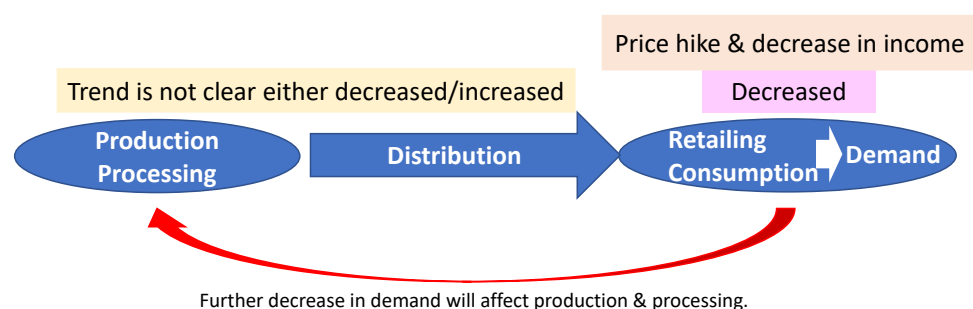 Price hike & decrease in income
Trend is not clear either decreased/increased
Decreased
Production
Processing
Distribution
Retailing
Consumption
Demand
Further decrease in demand will affect production & processing.